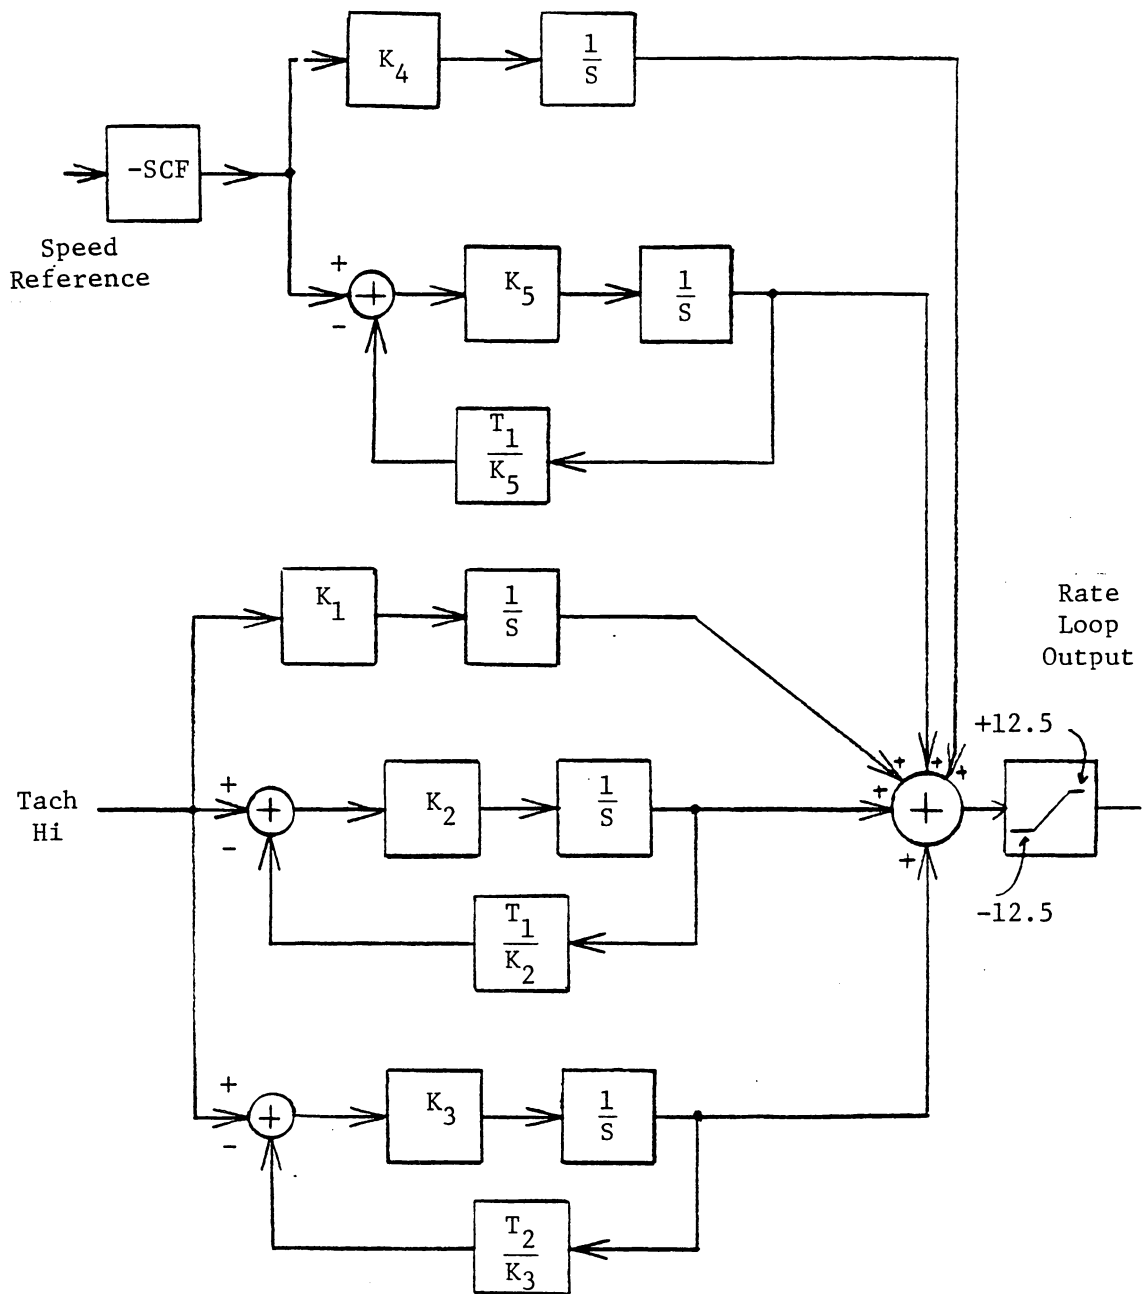 K4
1
S
-SCF
Speed
Reference
+
-
+
K5
1
S
T1
K5
K1
1
S
Rate
Loop
Output
+12.5
+
+
+
+
+
+
-12.5
Tach
Hi
+
-
+
K2
1
S
T1
K2
+
-
+
K3
1
S
T2
K3